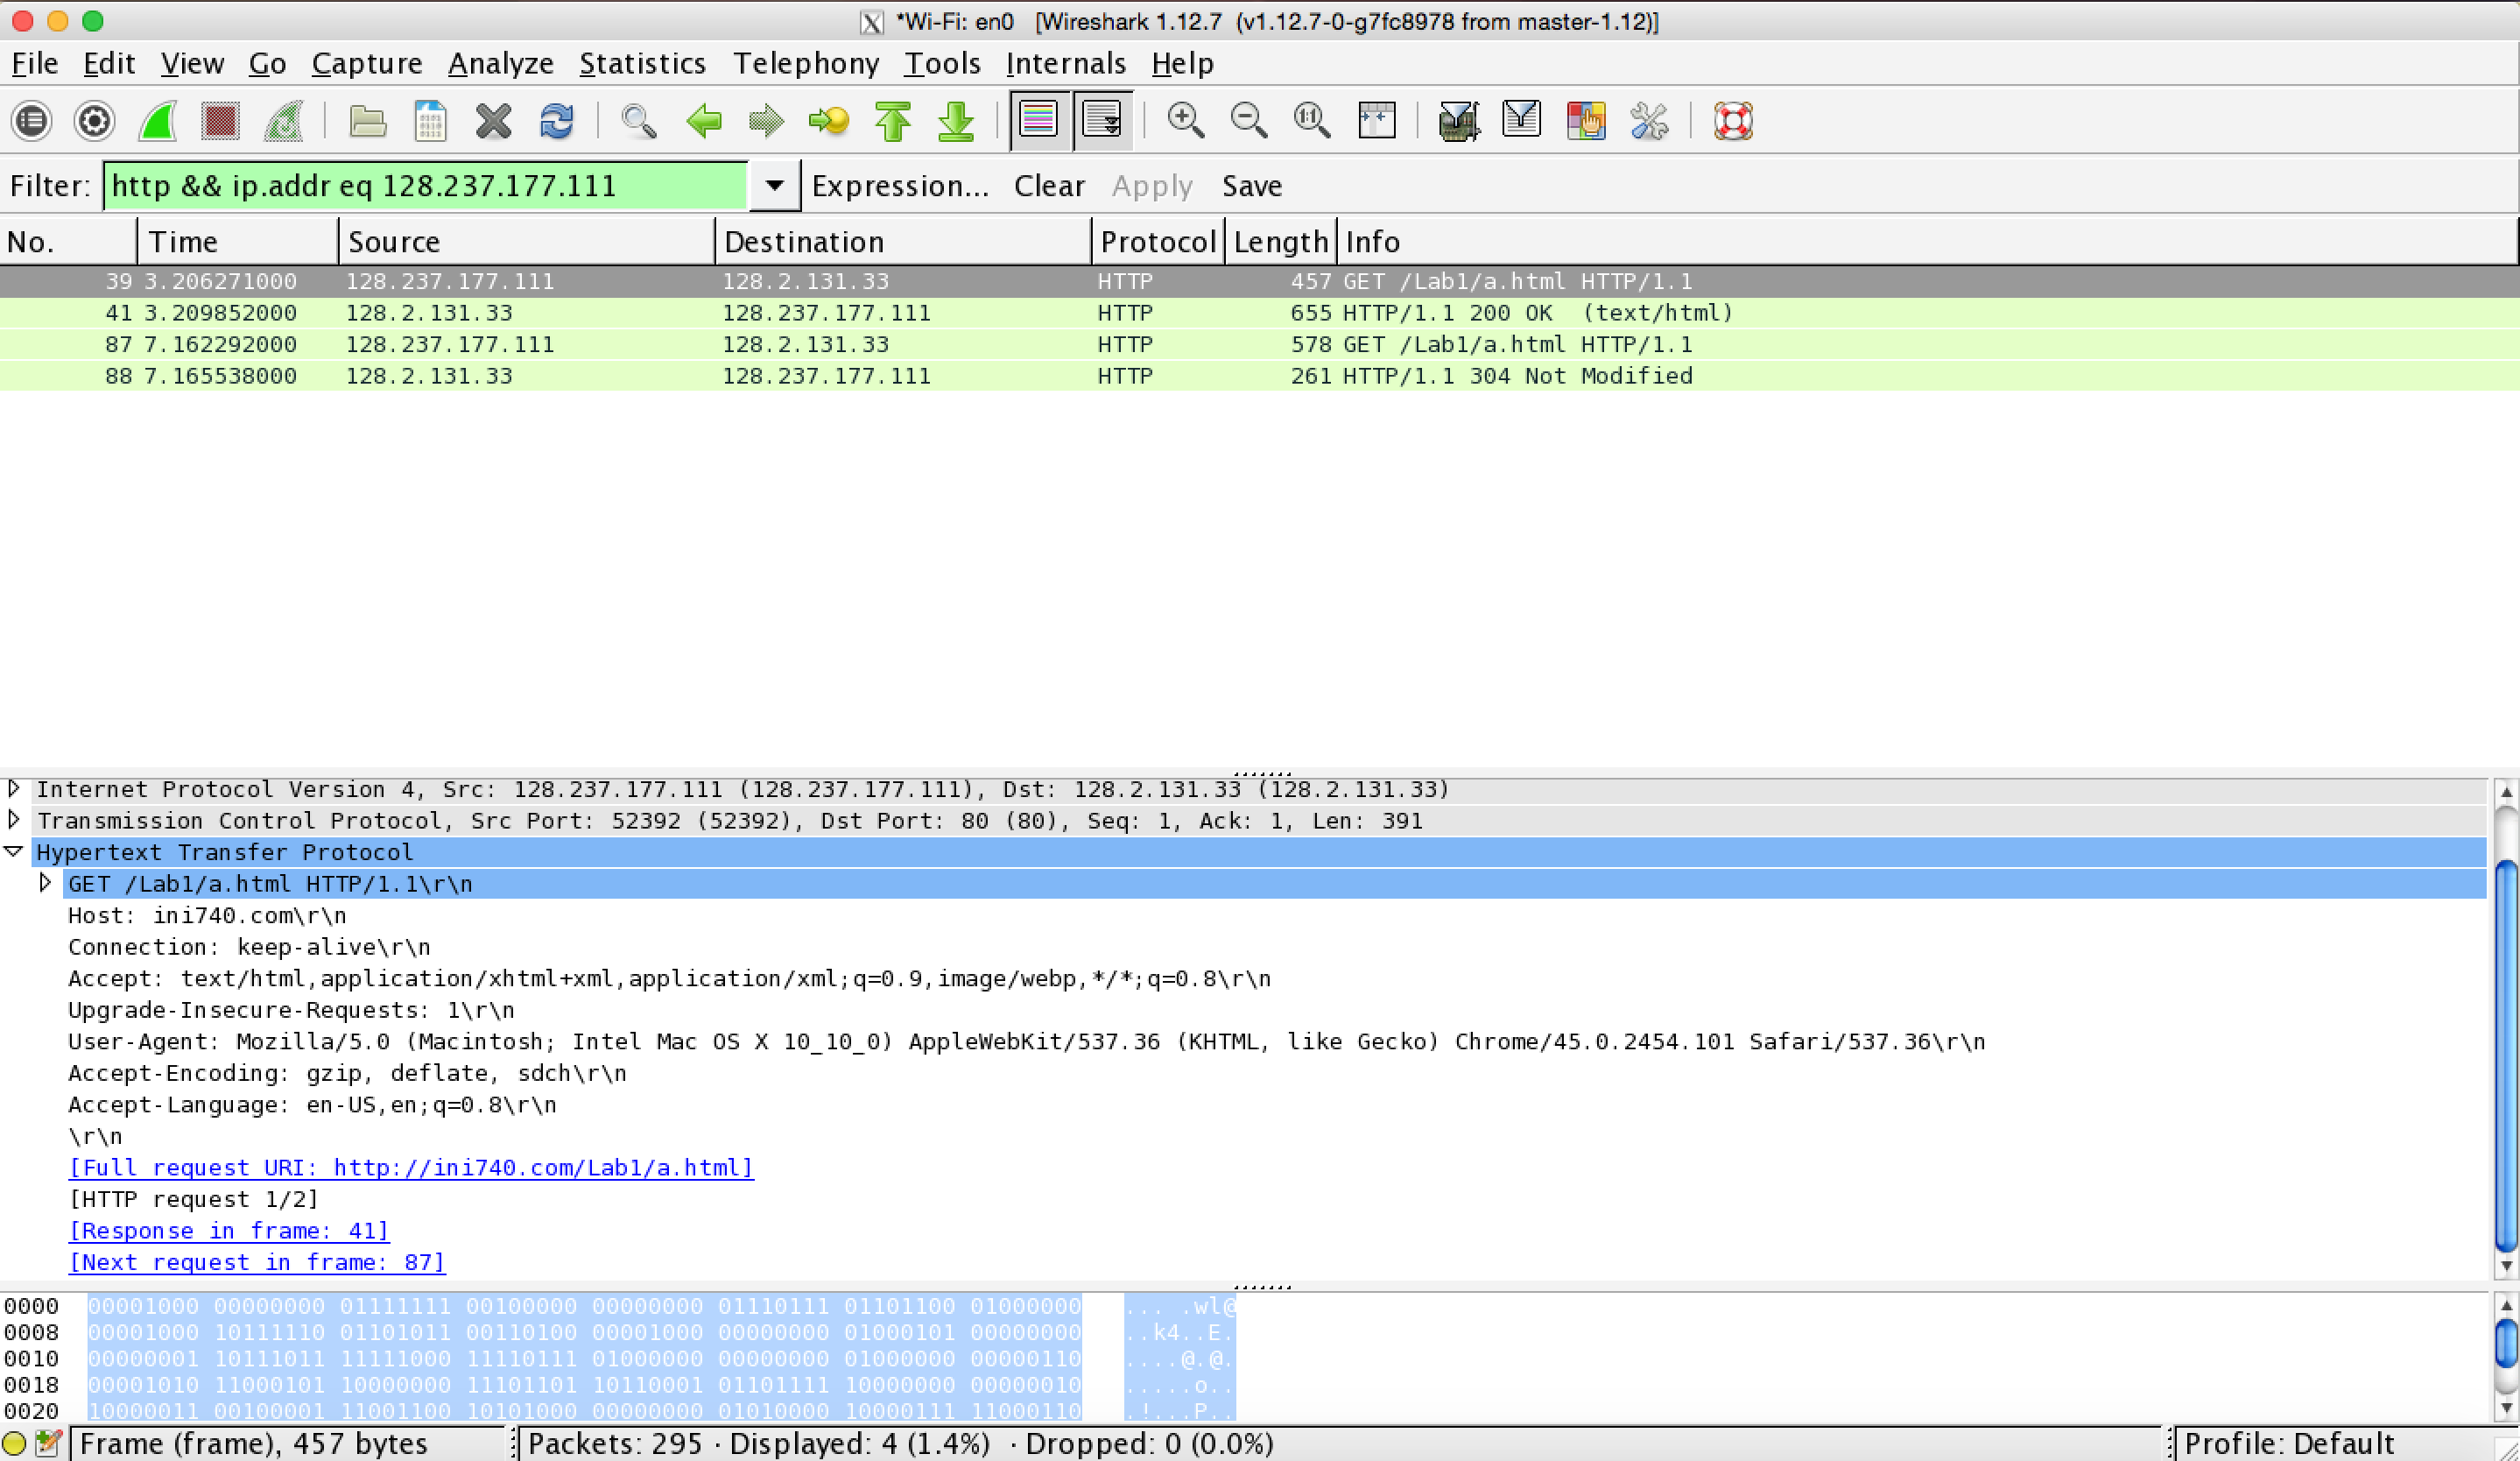 *Wi-Fi: en0   [Wireshark 1.12.7  (v1.12.7-0-g7fc8978 from master-1.12)]
File Edit View Go Capture Analyze Statistics Telephony Tools Internals Help
Filter: http && ip.addr eq 128.237.177.111 Expression... Clear Apply Save
No. Time Source Destination Protocol Length Info
39 3.206271000 128.237.177.111 128.2.131.33 HTTP 457 GET /Lab1/a.html HTTP/1.1
41 3.209852000 128.2.131.33 128.237.177.111 HTTP 655 HTTP/1.1 200 OK  (text/html)
87 7.162292000 128.237.177.111 128.2.131.33 HTTP 578 GET /Lab1/a.html HTTP/1.1
88 7.165538000 128.2.131.33 128.237.177.111 HTTP 261 HTTP/1.1 304 Not Modified
Internet Protocol Version 4, Src: 128.237.177.111 (128.237.177.111), Dst: 128.2.131.33 (128.2.131.33)
Transmission Control Protocol, Src Port: 52392 (52392), Dst Port: 80 (80), Seq: 1, Ack: 1, Len: 391
Hypertext Transfer Protocol
GET /Lab1/a.html HTTP/1.1\r\n
Host: ini740.com\r\n
Connection: keep-alive\r\n
Accept: text/html,application/xhtml+xml,application/xml;q=0.9,image/webp,*/*;q=0.8\r\n
Upgrade-Insecure-Requests: 1\r\n
User-Agent: Mozilla/5.0 (Macintosh; Intel Mac OS X 10_10_0) AppleWebKit/537.36 (KHTML, like Gecko) Chrome/45.0.2454.101 Safari/537.36\r\n
Accept-Encoding: gzip, deflate, sdch\r\n
Accept-Language: en-US,en;q=0.8\r\n
\r\n
[Full request URI: http://ini740.com/Lab1/a.html]
[HTTP request 1/2]
[Response in frame: 41]
[Next request in frame: 87]
0000 00001000 00000000 01111111 00100000 00000000 01110111 01101100 01000000 ... .wl@
0008 00001000 10111110 01101011 00110100 00001000 00000000 01000101 00000000 ..k4..E.
0010 00000001 10111011 11111000 11110111 01000000 00000000 01000000 00000110 ....@.@.
0018 00001010 11000101 10000000 11101101 10110001 01101111 10000000 00000010 .....o..
0020 10000011 00100001 11001100 10101000 00000000 01010000 10000111 11000110 .!...P..
Frame (frame), 457 bytes Packets: 295 · Displayed: 4 (1.4%)  · Dropped: 0 (0.0%) Profile: Default